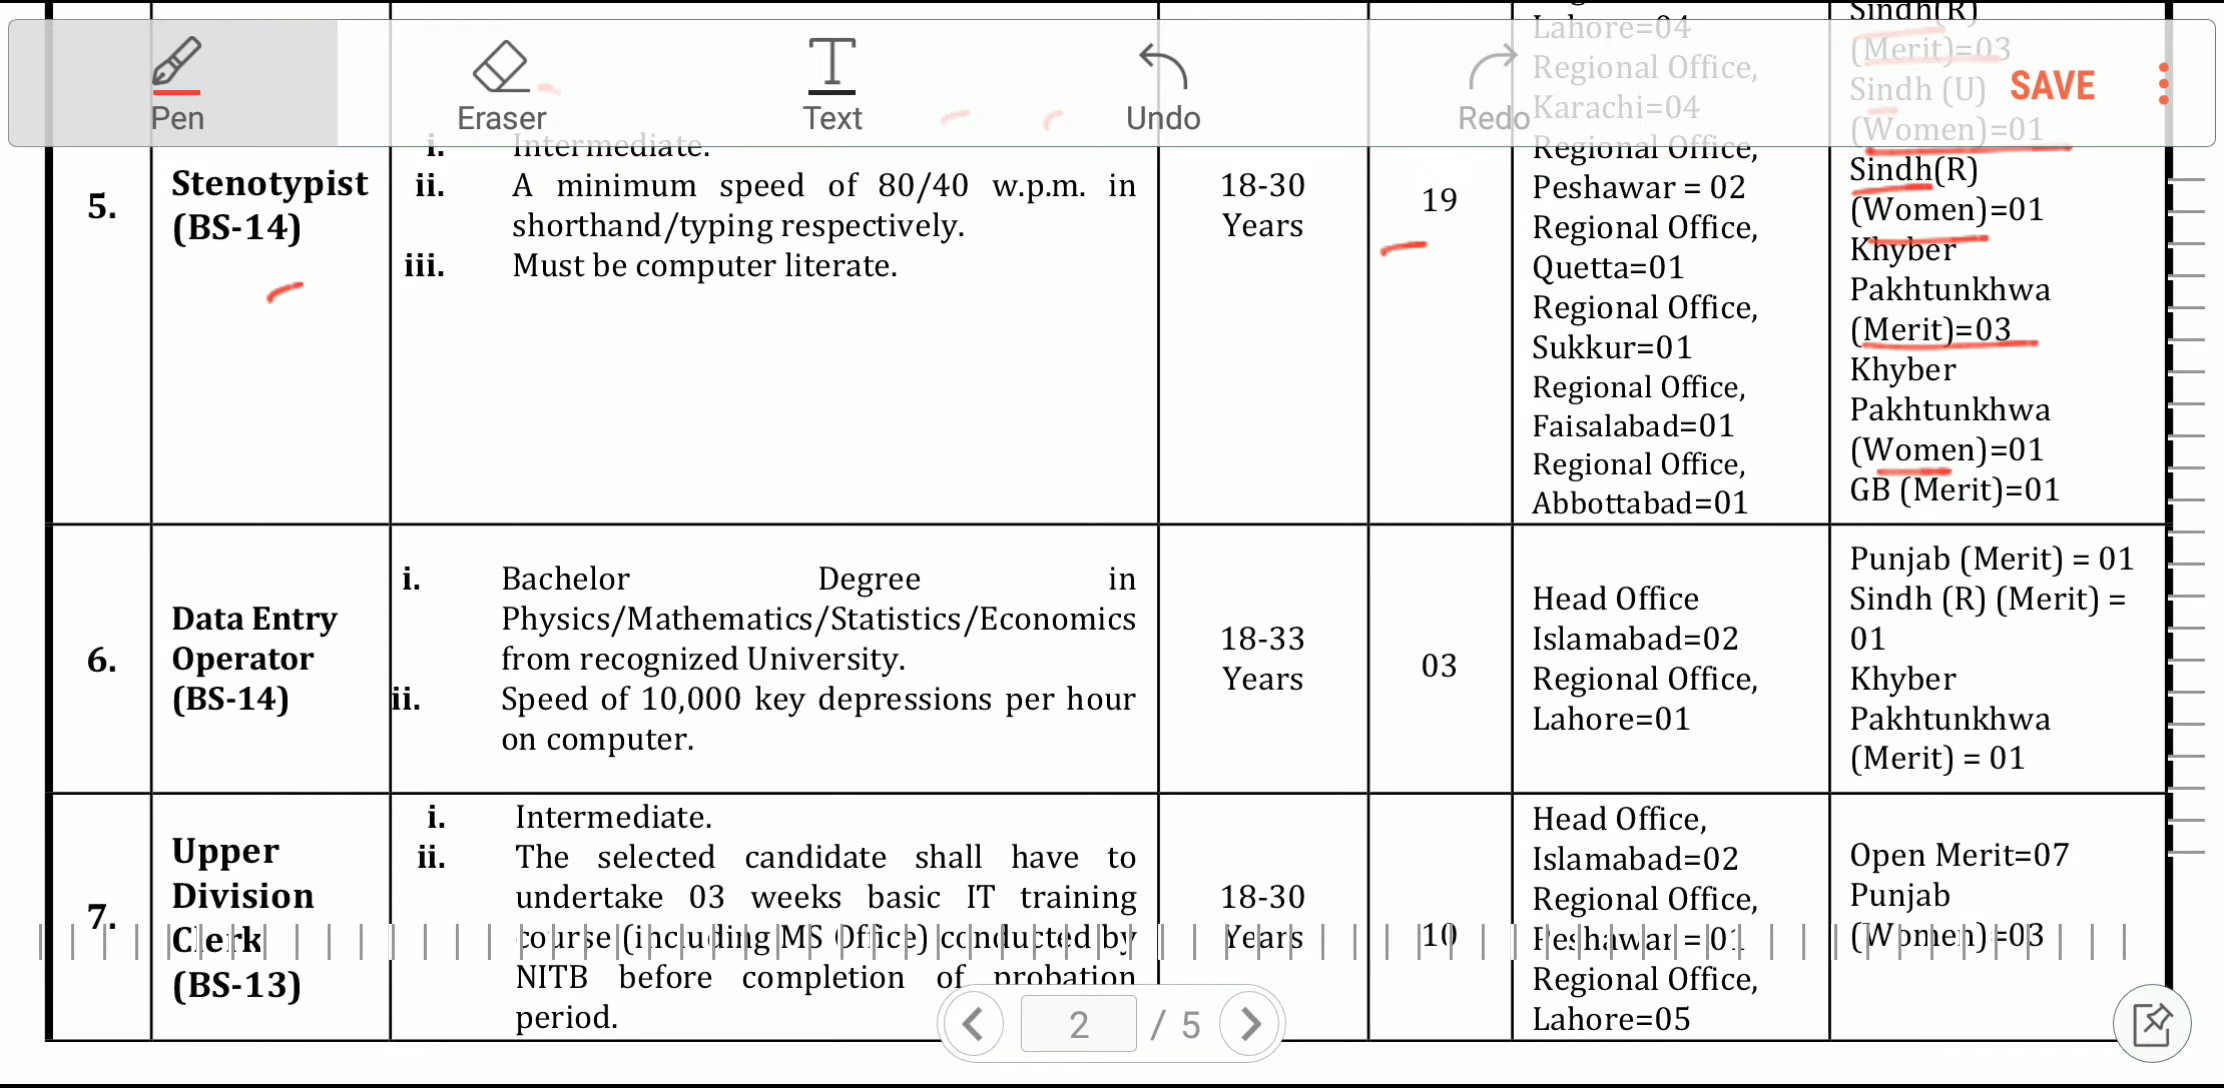 Pen
Eraser
Text
Undo
Redo
SAVE
5.
Stenotypist
(BS-14)
i. Intermediate.
ii. A minimum speed of 80/40 w.p.m. in
shorthand/typing respectively.
iii. Must be computer literate.
18-30
Years
19
Lahore=04
Regional Office,
Karachi=04
Regional Office,
Peshawar = 02
Regional Office,
Quetta=01
Regional Office,
Sukkur=01
Regional Office,
Faisalabad=01
Regional Office,
Abbottabad=01
Sindh(R)
(Merit)=03
Sindh (U)
(Women)=01
Sindh(R)
(Women)=01
Khyber
Pakhtunkhwa
(Merit)=03
Khyber
Pakhtunkhwa
(Women)=01
GB (Merit)=01
6.
Data Entry
Operator
(BS-14)
i. Bachelor Degree in
Physics/Mathematics/Statistics/Economics
from recognized University.
ii. Speed of 10,000 key depressions per hour
on computer.
18-33
Years
03
Head Office
Islamabad=02
Regional Office,
Lahore=01
Punjab (Merit) = 01
Sindh (R) (Merit) =
01
Khyber
Pakhtunkhwa
(Merit) = 01
7.
Upper
Division
Clerk
(BS-13)
i. Intermediate.
ii. The selected candidate shall have to
undertake 03 weeks basic IT training
course (including MS Office) conducted by
NITB before completion of probation
period.
18-30
Years
10
Head Office,
Islamabad=02
Regional Office,
Peshawar = 01
Regional Office,
Lahore=05
Open Merit=07
Punjab
(Women)=03
2 / 5